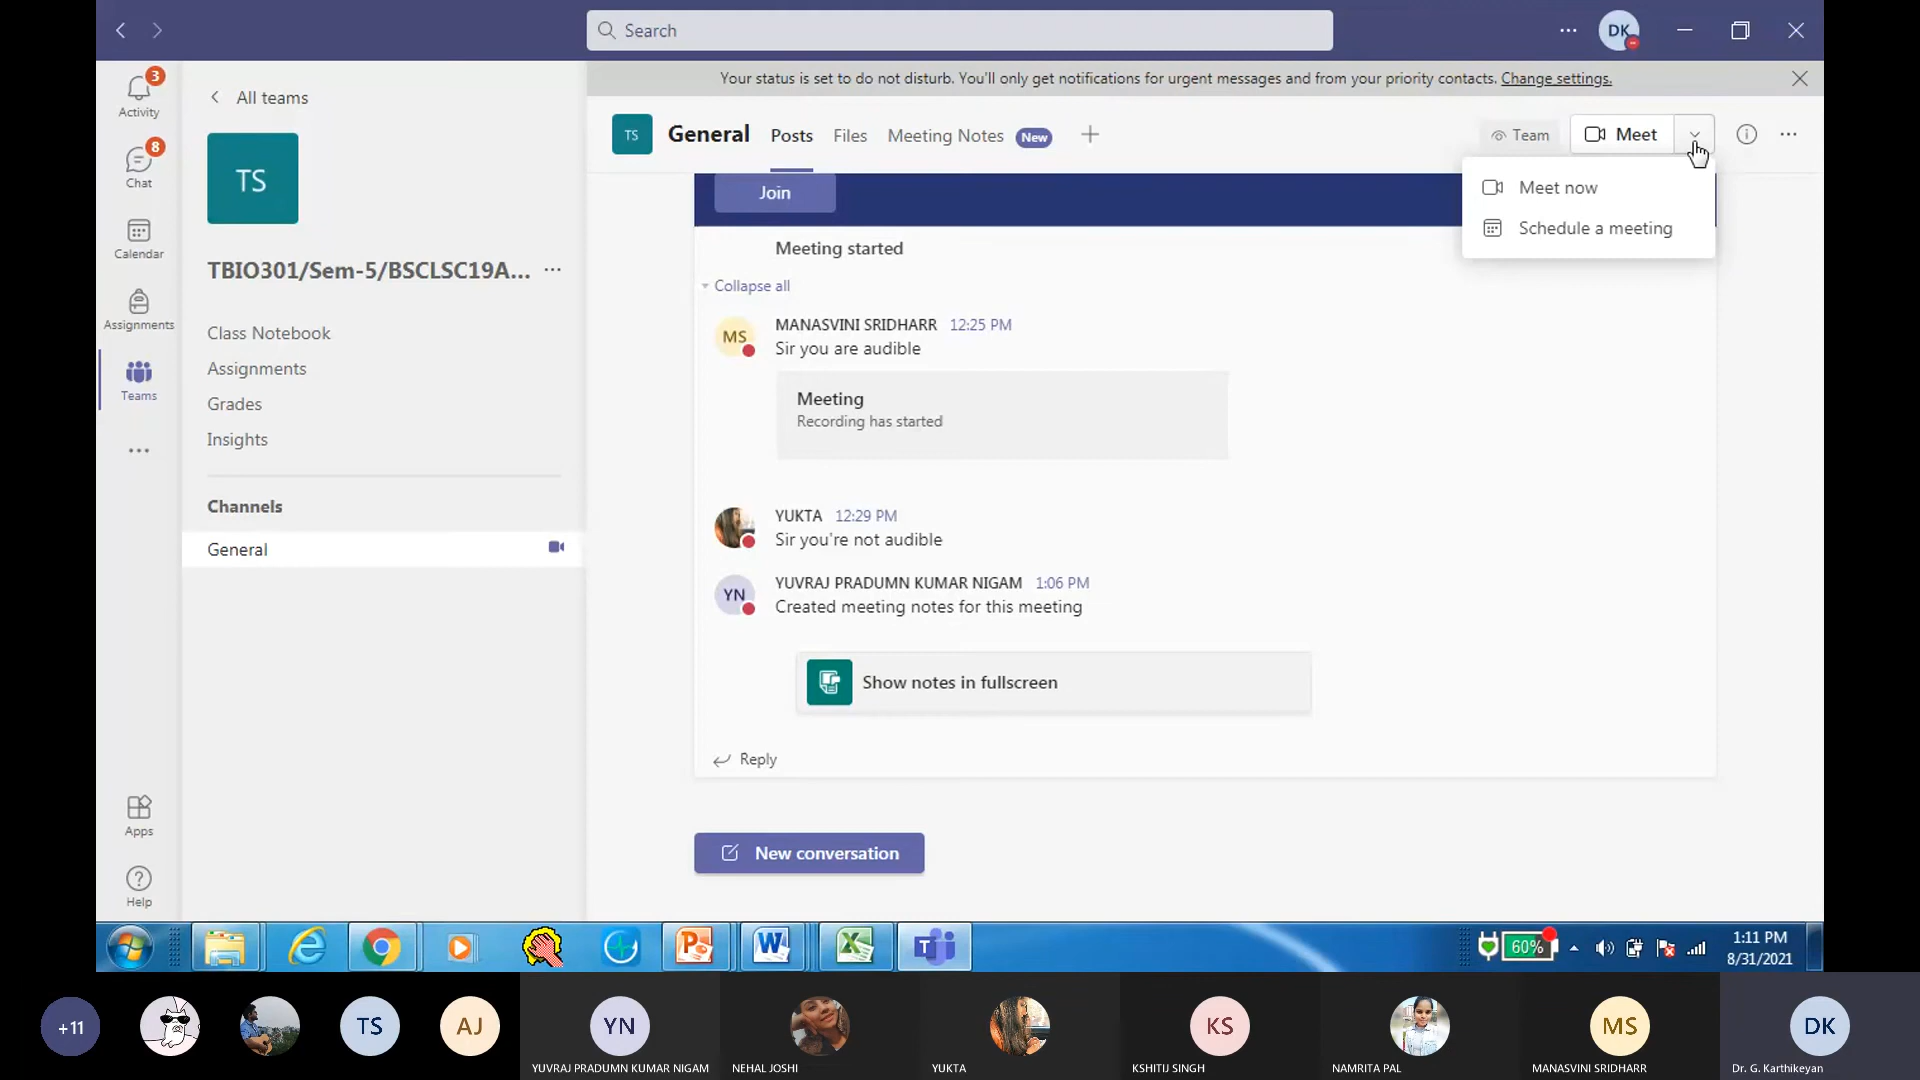 Search
DK
Your status is set to do not disturb. You'll only get notifications for urgent messages and from your priority contacts. Change settings.
3
Activity
8
Chat
Calendar
Assignments
Teams
Apps
Help
All teams
TS
TBIO301/Sem-5/BSCLSC19A...
Class Notebook
Assignments
Grades
Insights
Channels
General
TS
General
Posts
Files
Meeting Notes
New
Team
Meet
Meet now
Schedule a meeting
Join
Meeting started
Collapse all
MS
MANASVINI SRIDHARR 12:25 PM
Sir you are audible
Meeting
Recording has started
YUKTA 12:29 PM
Sir you're not audible
YN
YUVRAJ PRADUMN KUMAR NIGAM 1:06 PM
Created meeting notes for this meeting
Show notes in fullscreen
Reply
New conversation
60%
1:11 PM
8/31/2021
+11
TS
AJ
YN
YUVRAJ PRADUMN KUMAR NIGAM
NEHAL JOSHI
YUKTA
KS
KSHITIJ SINGH
NAMRITA PAL
MS
MANASVINI SRIDHARR
DK
Dr. G. Karthikeyan